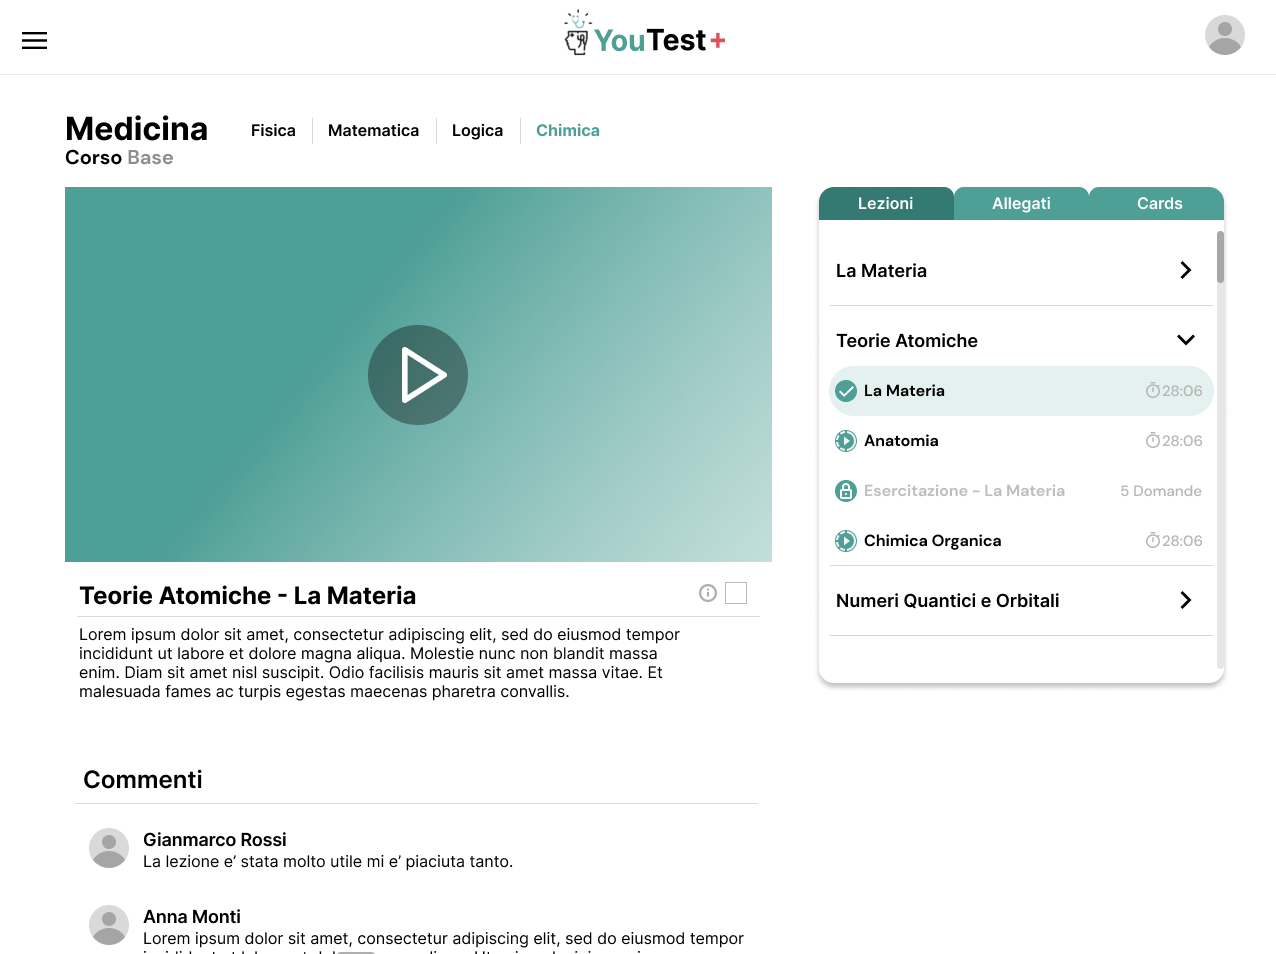 YouTest+
Medicina
Corso Base
Fisica
Matematica
Logica
Chimica
Lezioni
Allegati
Cards
La Materia
Teorie Atomiche
La Materia 28:06
Anatomia 28:06
Esercitazione - La Materia 5 Domande
Chimica Organica 28:06
Numeri Quantici e Orbitali
Teorie Atomiche - La Materia
Lorem ipsum dolor sit amet, consectetur adipiscing elit, sed do eiusmod tempor
incididunt ut labore et dolore magna aliqua. Molestie nunc non blandit massa
enim. Diam sit amet nisl suscipit. Odio facilisis mauris sit amet massa vitae. Et
malesuada fames ac turpis egestas maecenas pharetra convallis.
Commenti
Gianmarco Rossi
La lezione e’ stata molto utile mi e’ piaciuta tanto.
Anna Monti
Lorem ipsum dolor sit amet, consectetur adipiscing elit, sed do eiusmod tempor